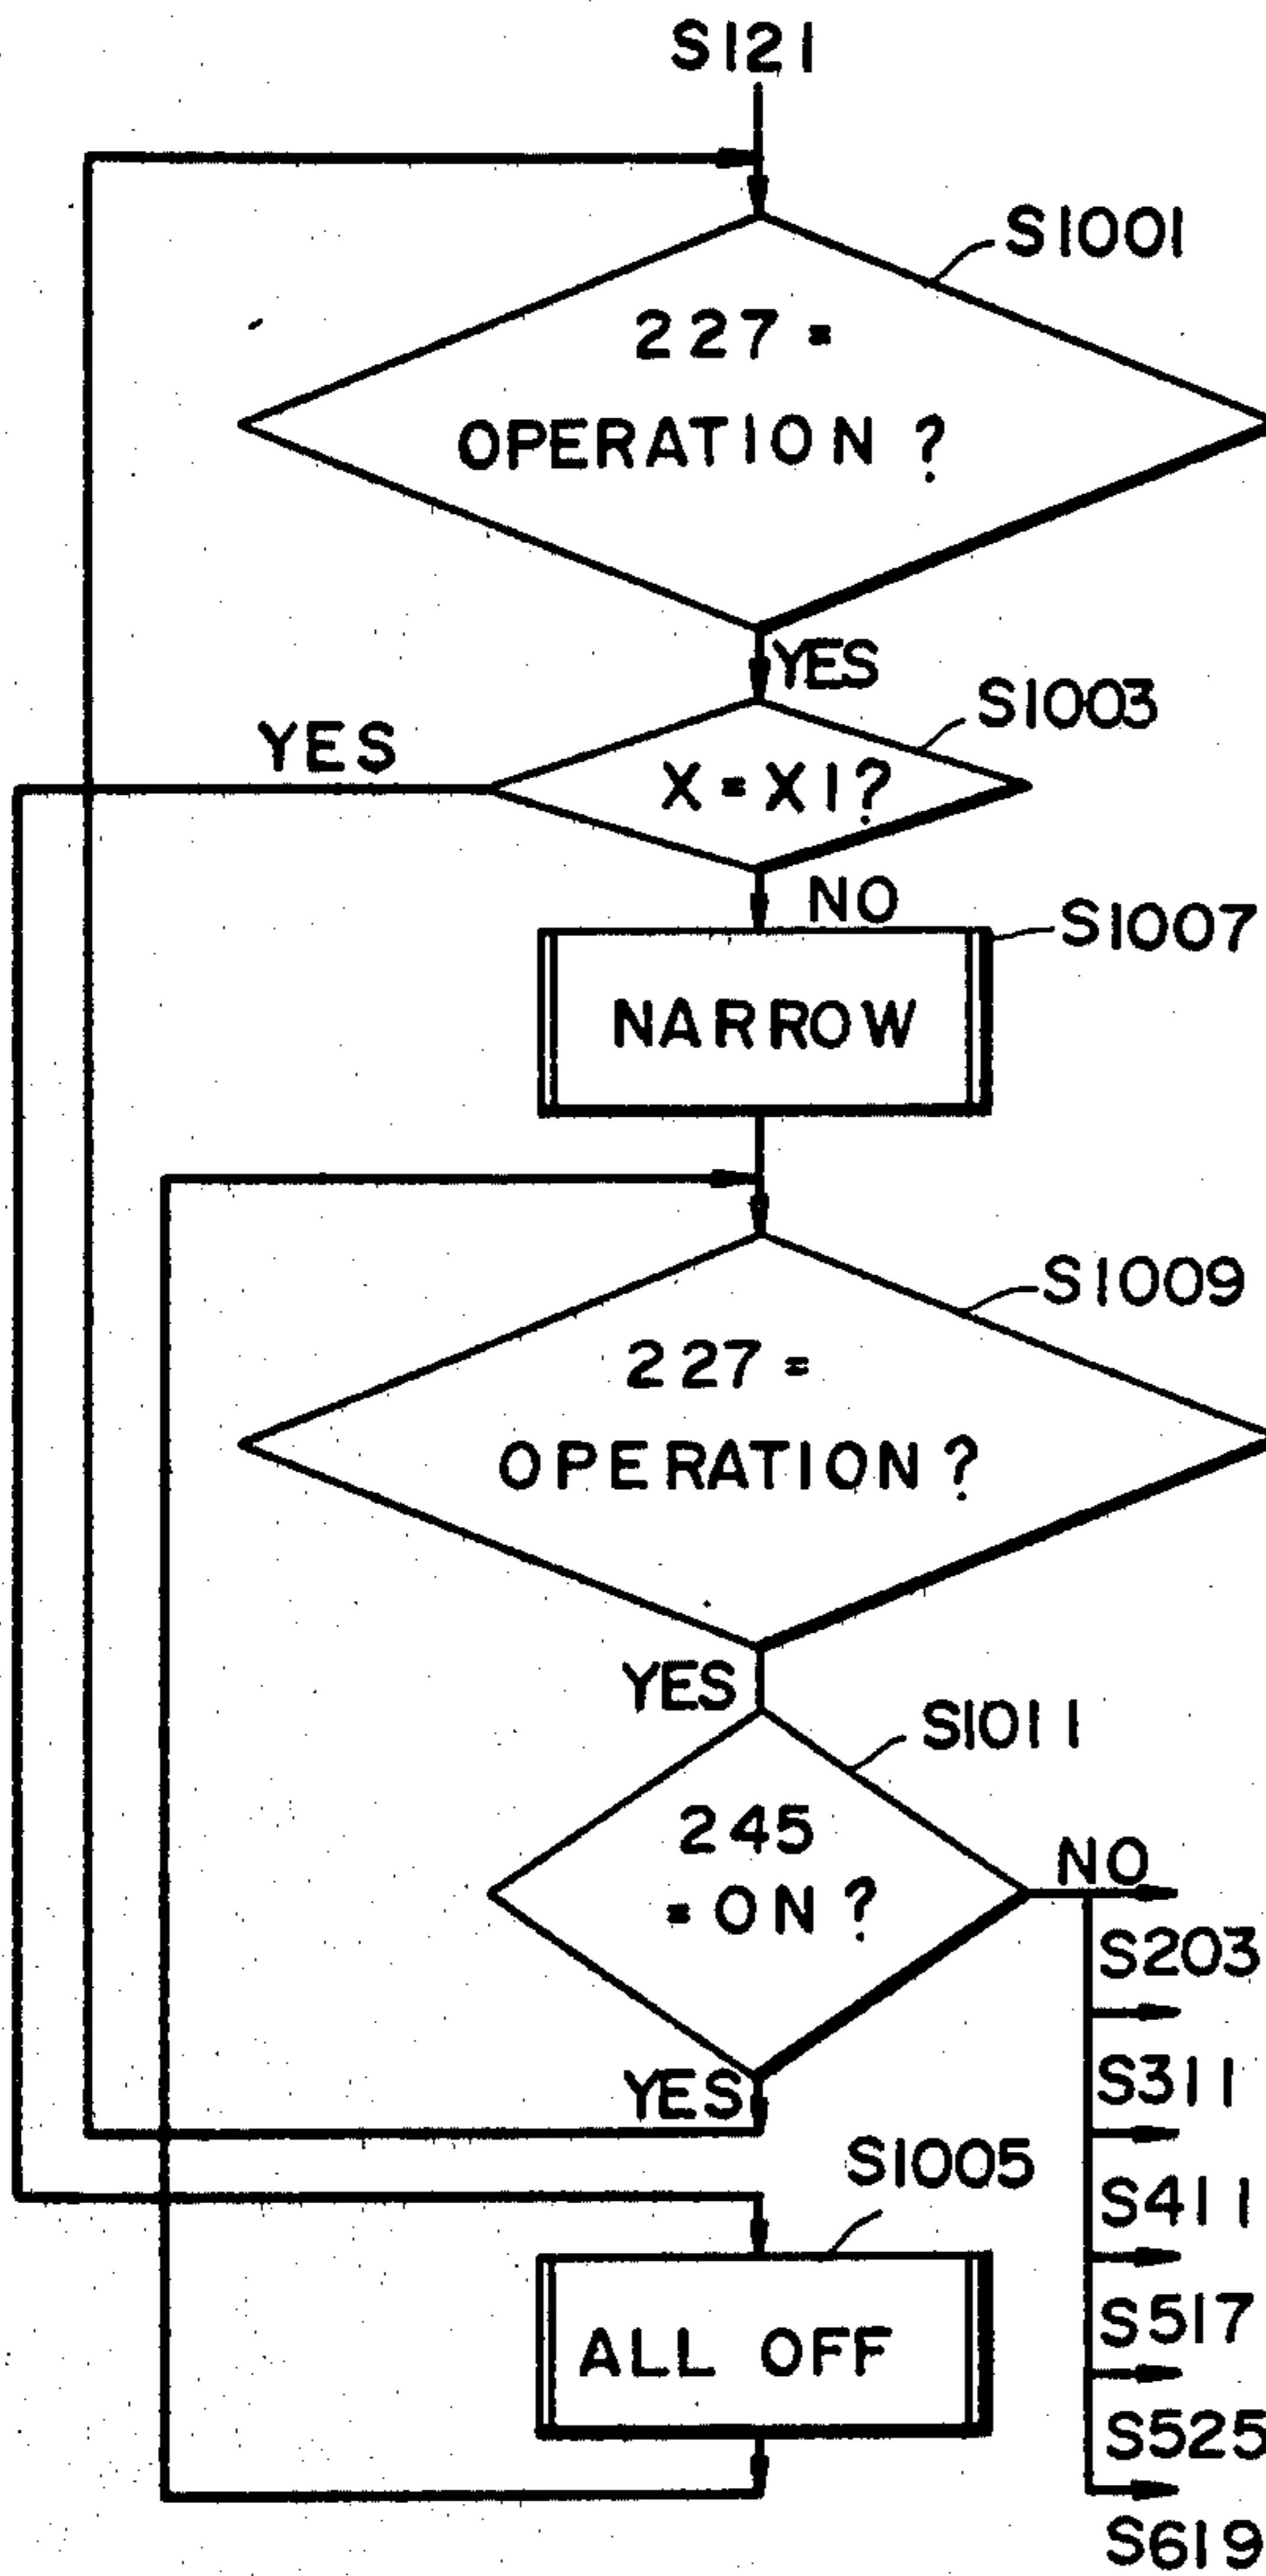 S121
S1001
227 =
OPERATION ?
YES
S1003
YES
X = X1?
NO
S1007
NARROW
S1009
227 =
OPERATION ?
YES
S1011
245
= ON ?
NO
S203
S311
YES
S411
S1005
S517
ALL OFF
S525
S619